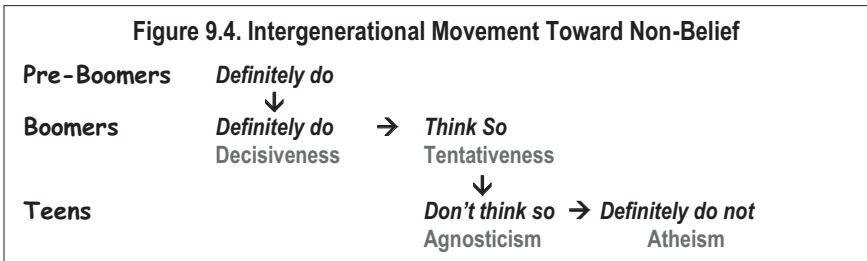 Figure 9.4. Intergenerational Movement Toward Non-Belief
Pre-Boomers Definitely do
↓
Boomers Definitely do → Think So
Decisiveness Tentativeness
↓
Teens Don't think so → Definitely do not
Agnosticism Atheism